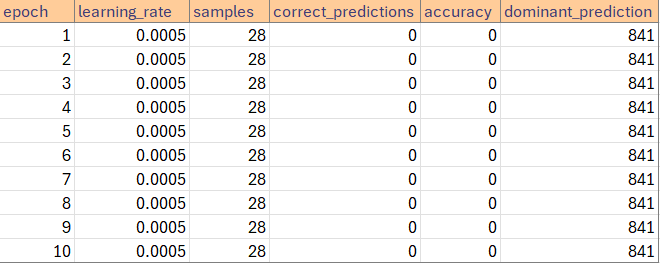 epoch learning_rate samples correct_predictions accuracy dominant_prediction
1 0.0005 28 0 0 841
2 0.0005 28 0 0 841
3 0.0005 28 0 0 841
4 0.0005 28 0 0 841
5 0.0005 28 0 0 841
6 0.0005 28 0 0 841
7 0.0005 28 0 0 841
8 0.0005 28 0 0 841
9 0.0005 28 0 0 841
10 0.0005 28 0 0 841